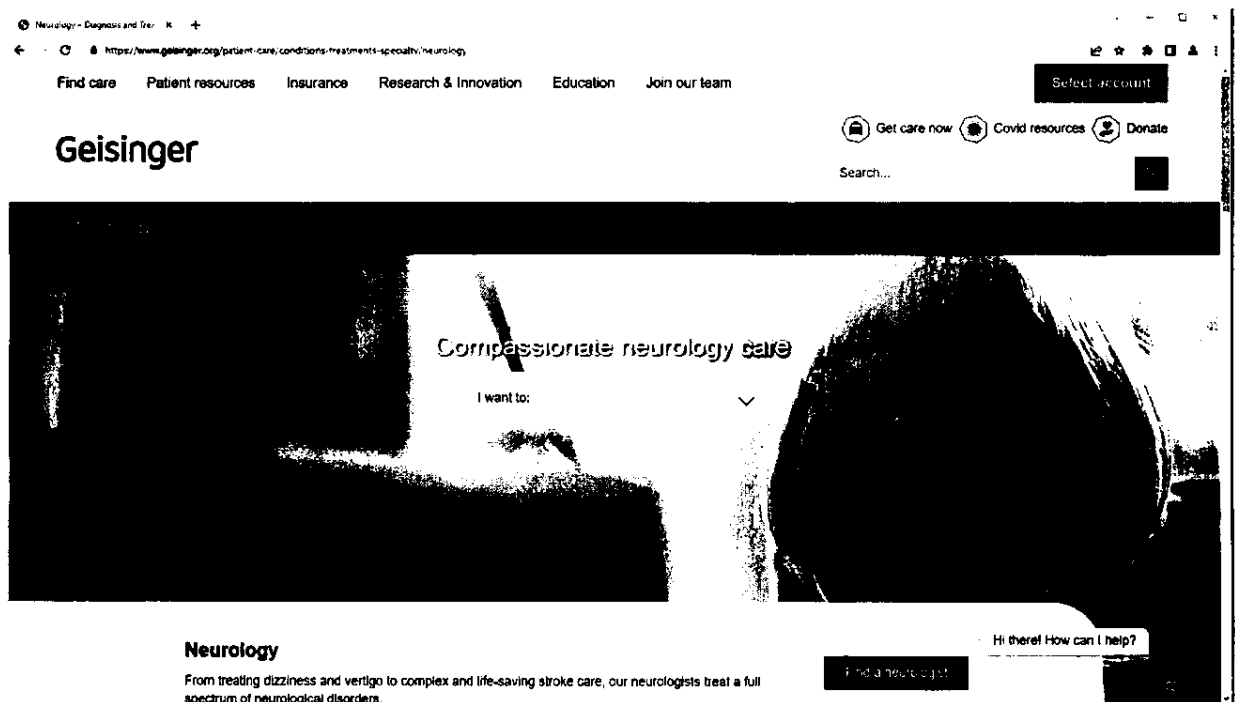 Neurology - Diagnosis and Trea
https://www.geisinger.org/patient-care/conditions-treatments-specialty/neurology
Find care Patient resources Insurance Research & Innovation Education Join our team Select account
Get care now Covid resources Donate
Geisinger
Search...
Compassionate neurology care
I want to:
Hi there! How can I help?
Neurology
Find a neurologist
From treating dizziness and vertigo to complex and life-saving stroke care, our neurologists treat a full
spectrum of neurological disorders.